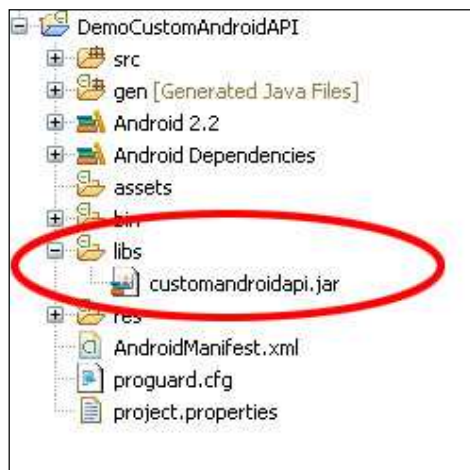 DemoCustomAndroidAPI
src
gen [Generated Java Files]
Android 2.2
Android Dependencies
assets
bin
libs
customandroidapi.jar
res
AndroidManifest.xml
proguard.cfg
project.properties